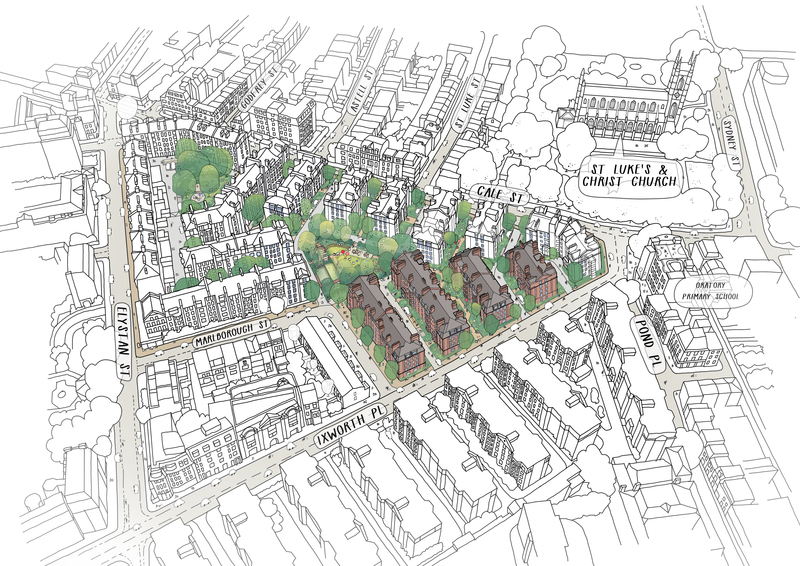 GODFREY ST
ASTELL ST
ST LUKE ST
SYDNEY ST
ST LUKE'S &
CHRIST CHURCH
CALE ST
ORATORY
PRIMARY SCHOOL
ELYSTAN ST
MARLBOROUGH ST
POND PL
IXWORTH PL